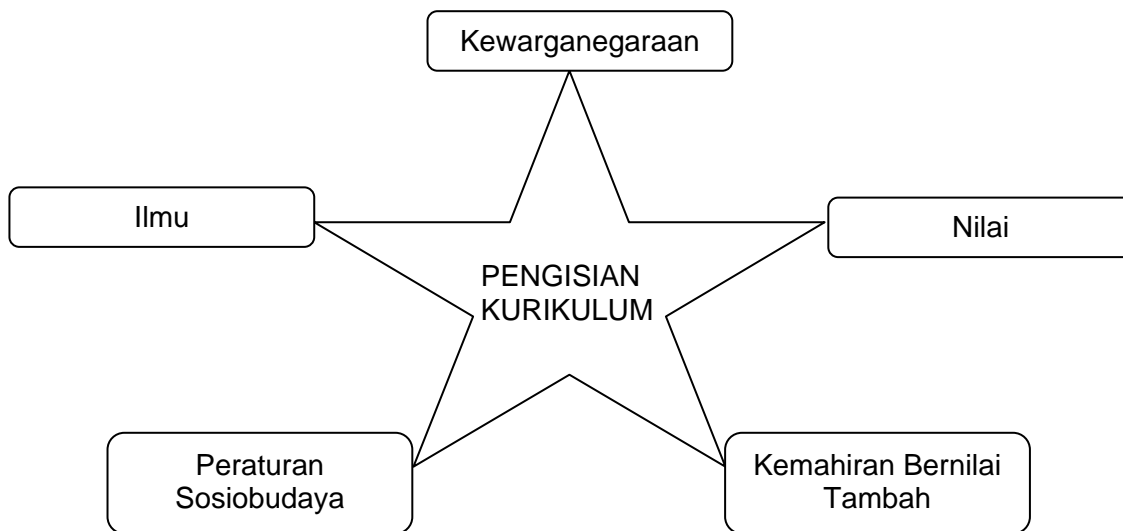 Kewarganegaraan
Ilmu
Nilai
PENGISIAN
KURIKULUM
Peraturan
Sosiobudaya
Kemahiran Bernilai
Tambah